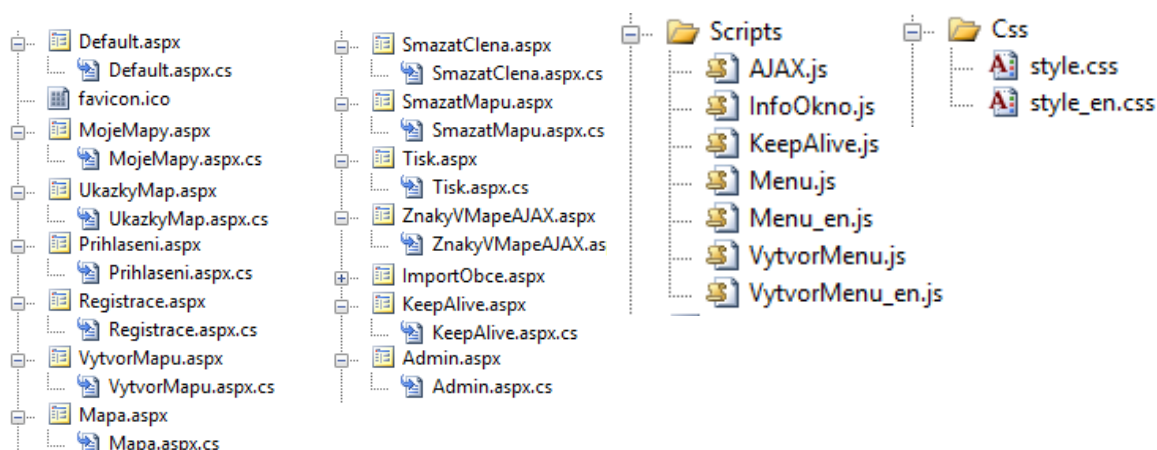 Default.aspx
Default.aspx.cs
favicon.ico
MojeMapy.aspx
MojeMapy.aspx.cs
UkazkyMap.aspx
UkazkyMap.aspx.cs
Prihlaseni.aspx
Prihlaseni.aspx.cs
Registrace.aspx
Registrace.aspx.cs
VytvorMapu.aspx
VytvorMapu.aspx.cs
Mapa.aspx
Mapa.aspx.cs
SmazatClena.aspx
SmazatClena.aspx.cs
SmazatMapu.aspx
SmazatMapu.aspx.cs
Tisk.aspx
Tisk.aspx.cs
ZnakyVMapeAJAX.aspx
ZnakyVMapeAJAX.as
ImportObce.aspx
KeepAlive.aspx
KeepAlive.aspx.cs
Admin.aspx
Admin.aspx.cs
Scripts
AJAX.js
InfoOkno.js
KeepAlive.js
Menu.js
Menu_en.js
VytvorMenu.js
VytvorMenu_en.js
Css
style.css
style_en.css